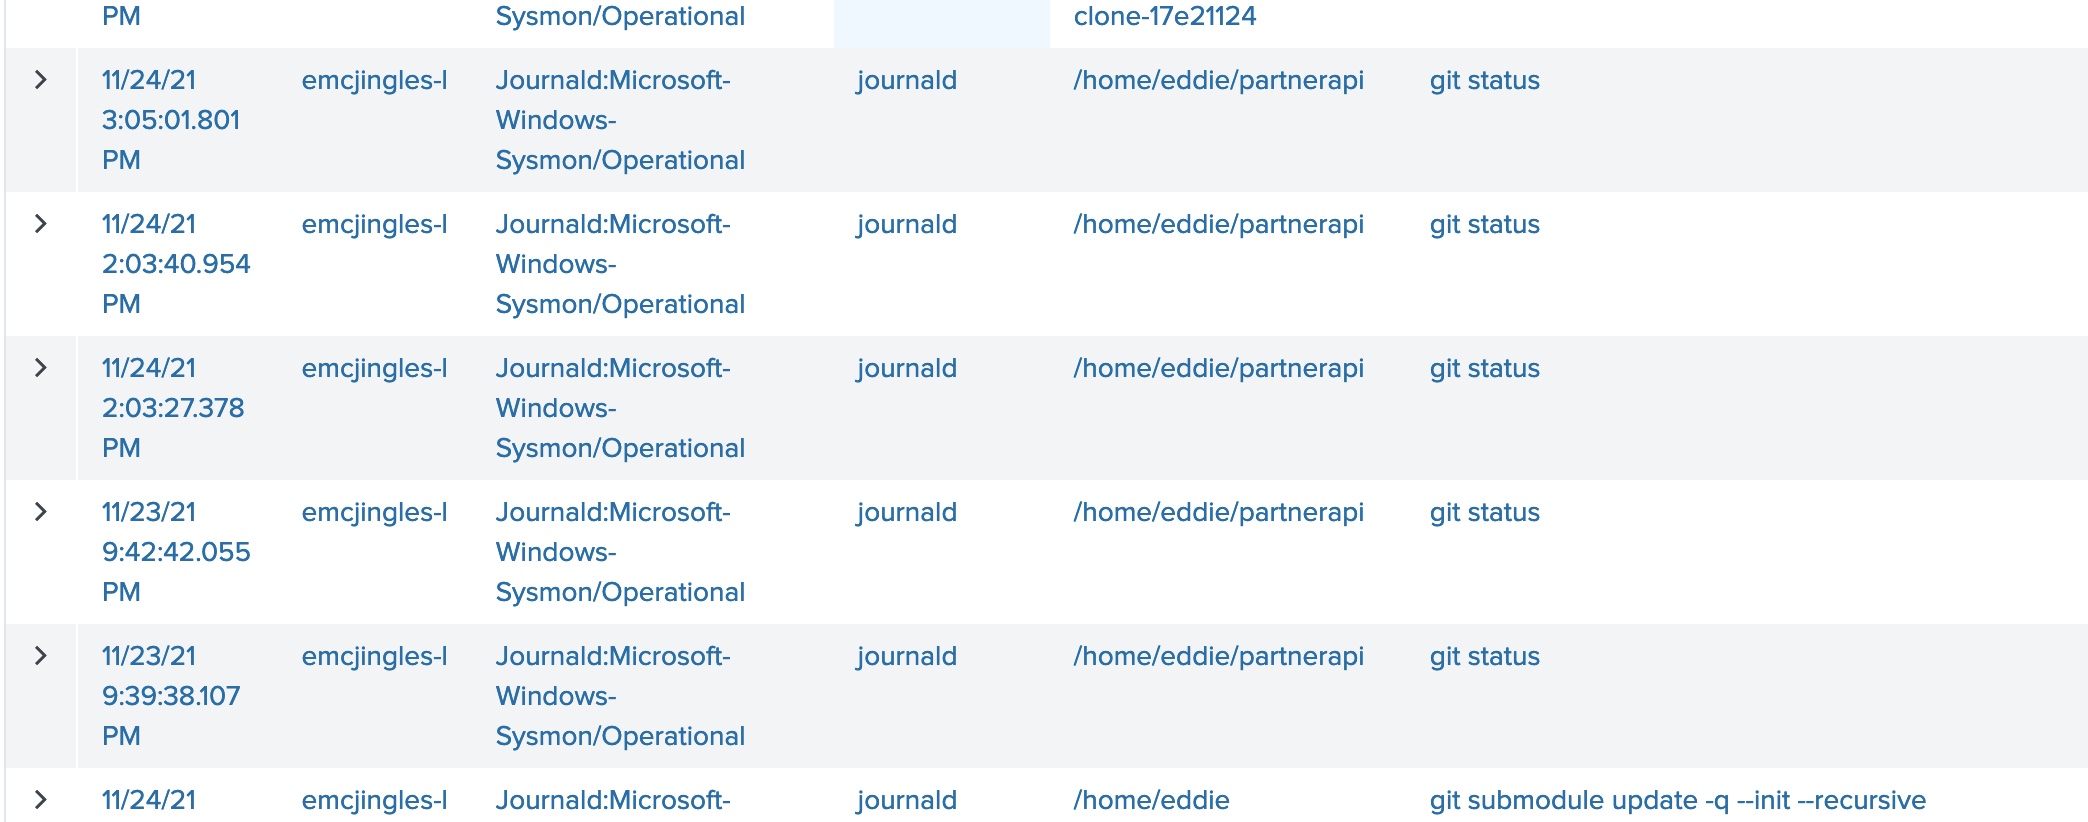 PM Sysmon/Operational clone-17e21124
11/24/21 emcjingles-l Journald:Microsoft- journald /home/eddie/partnerapi git status
3:05:01.801 Windows-
PM Sysmon/Operational
11/24/21 emcjingles-l Journald:Microsoft- journald /home/eddie/partnerapi git status
2:03:40.954 Windows-
PM Sysmon/Operational
11/24/21 emcjingles-l Journald:Microsoft- journald /home/eddie/partnerapi git status
2:03:27.378 Windows-
PM Sysmon/Operational
11/23/21 emcjingles-l Journald:Microsoft- journald /home/eddie/partnerapi git status
9:42:42.055 Windows-
PM Sysmon/Operational
11/23/21 emcjingles-l Journald:Microsoft- journald /home/eddie/partnerapi git status
9:39:38.107 Windows-
PM Sysmon/Operational
11/24/21 emcjingles-l Journald:Microsoft- journald /home/eddie git submodule update -q --init --recursive